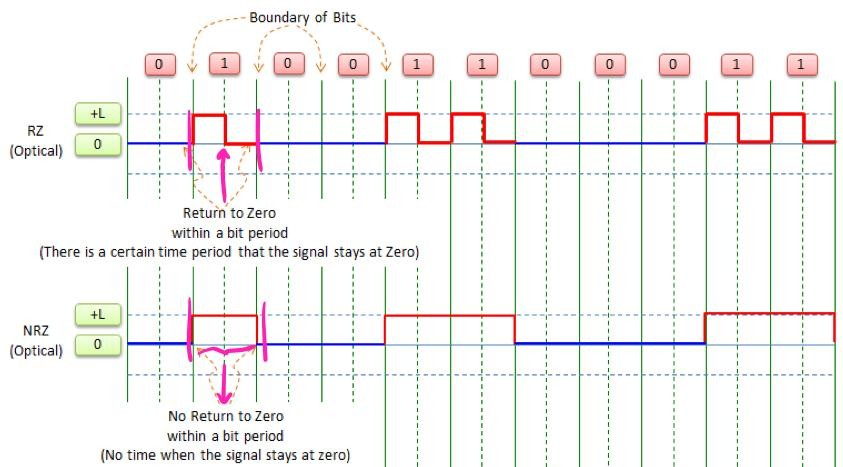 Boundary of Bits
0 1 0 0 1 1 0 0 0 1 1
+L
RZ
(Optical)
0
Return to Zero
within a bit period
(There is a certain time period that the signal stays at Zero)
+L
NRZ
(Optical)
0
No Return to Zero
within a bit period
(No time when the signal stays at zero)